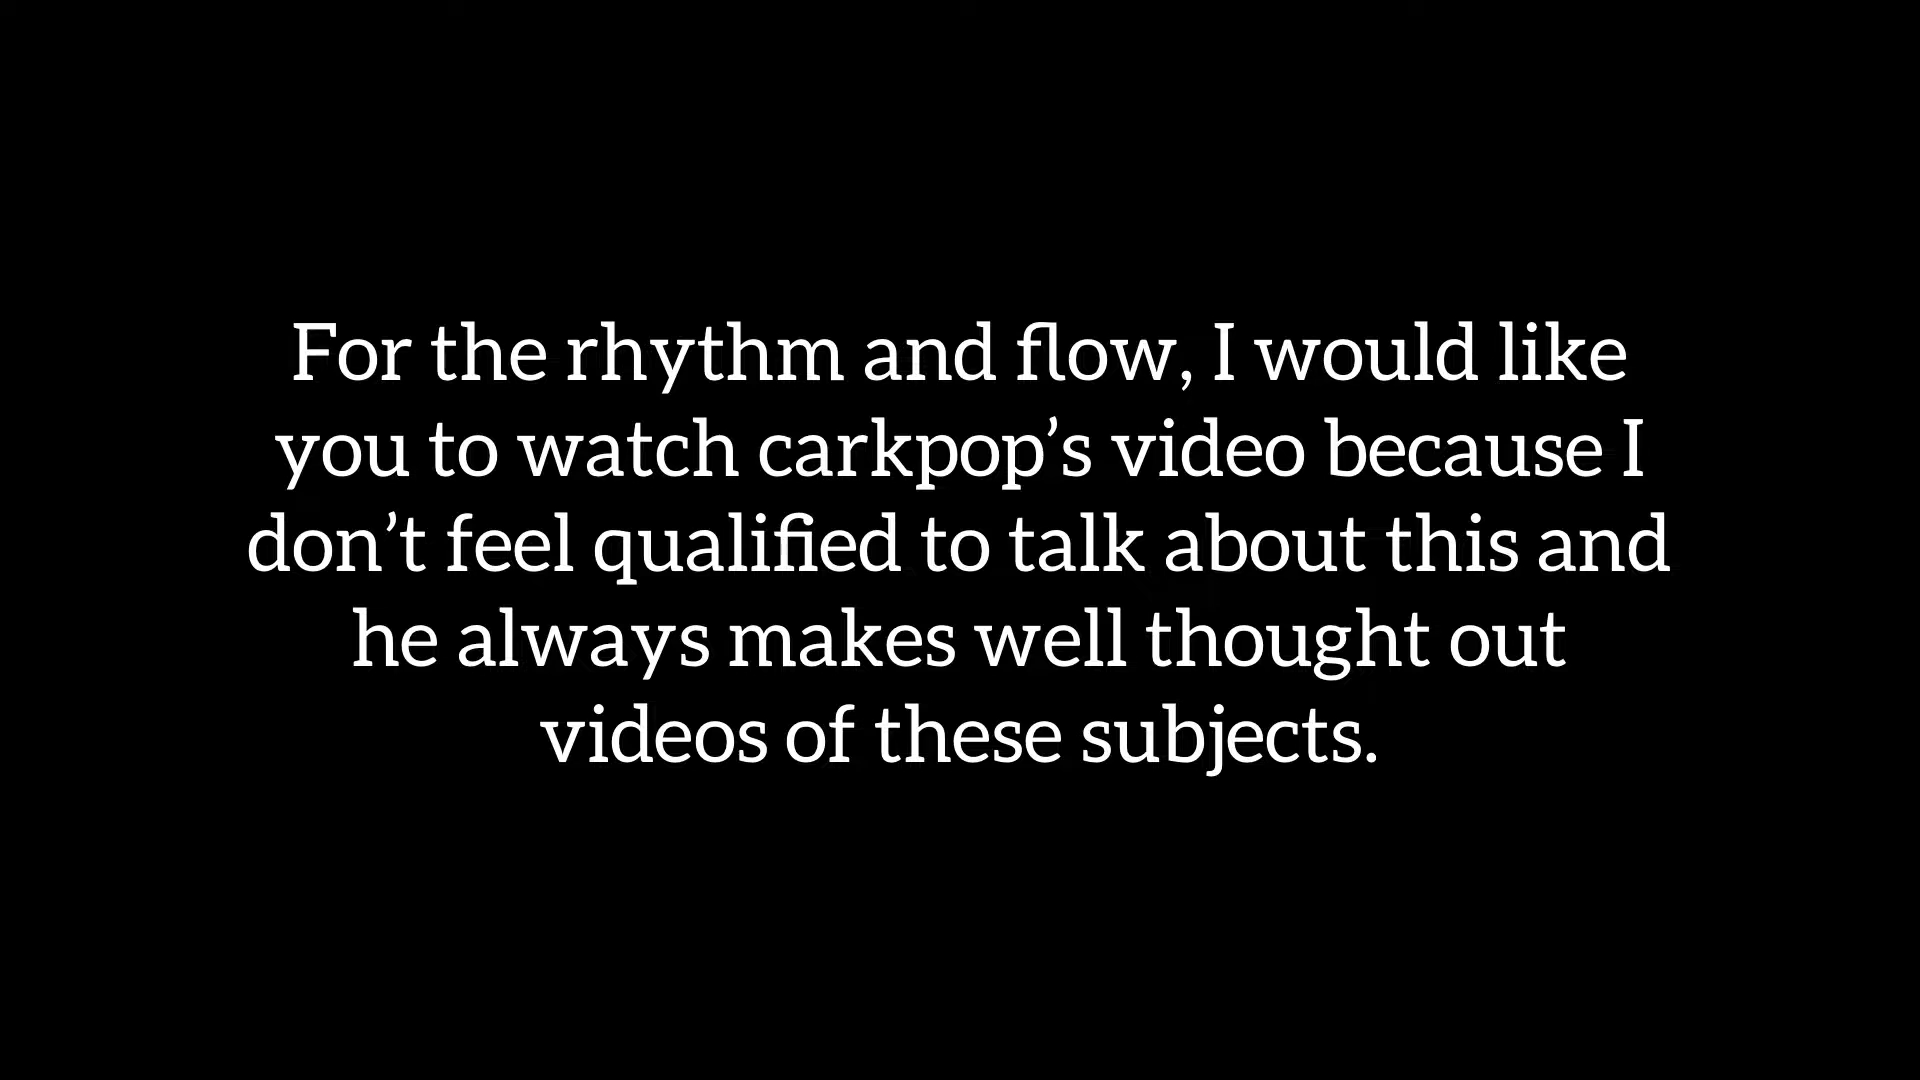 For the rhythm and flow, I would like
you to watch carkpop’s video because I
don’t feel qualified to talk about this and
he always makes well thought out
videos of these subjects.